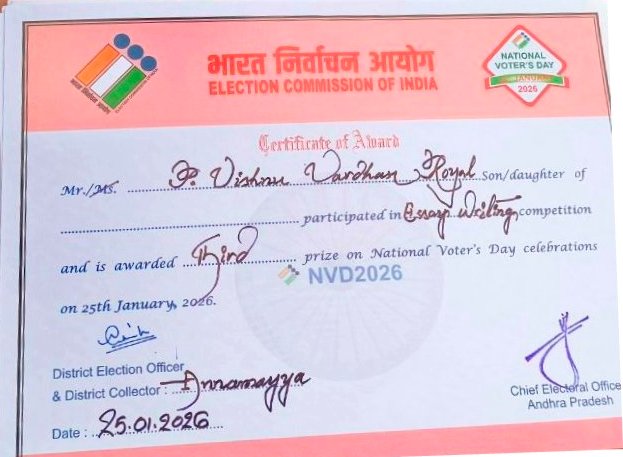 भारत निर्वाचन आयोग
ELECTION COMMISSION OF INDIA
NATIONAL
VOTER'S DAY
JANUARY
2026
Certificate of Award
Mr./Ms. P. Vishnu Vardhan Royal Son/daughter of
participated in Essay Writing competition
and is awarded Third prize on National Voter's Day celebrations
NVD2026
on 25th January, 2026.
District Election Officer
& District Collector : Annamayya
Date : 25.01.2026
Chief Electoral Officer
Andhra Pradesh